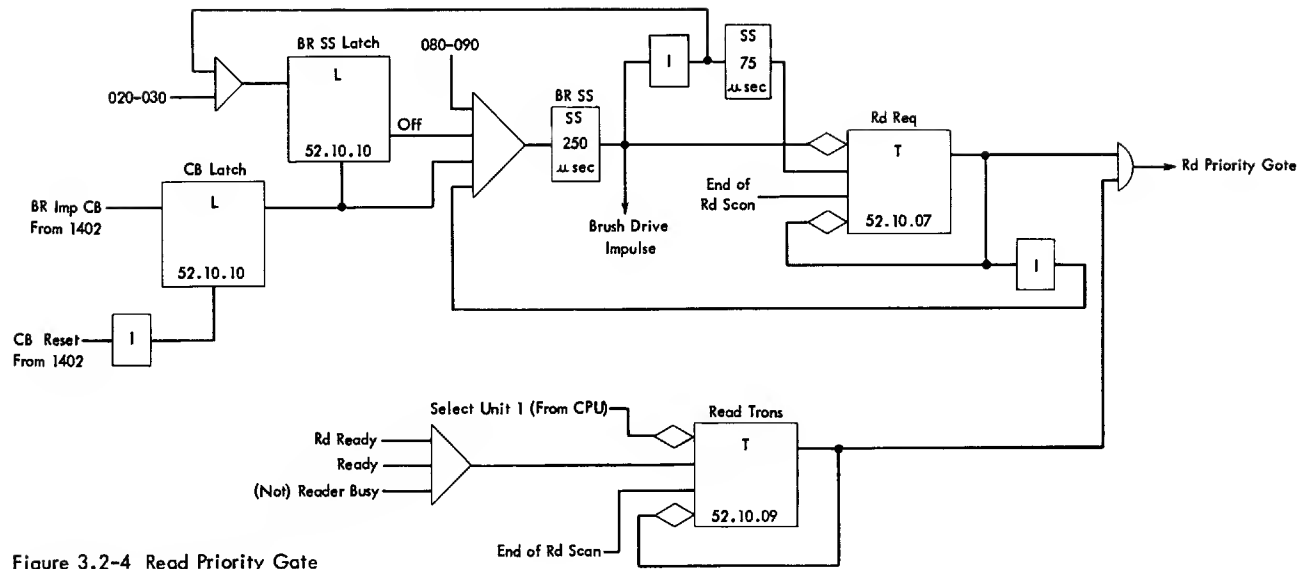 SS
75
μ sec
I
BR SS Latch
L
52.10.10
080-090
020-030
Off
BR SS
SS
250
μ sec
Rd Req
T
52.10.07
Rd Priority Gate
CB Latch
L
52.10.10
BR Imp CB
From 1402
End of
Rd Scon
Brush Drive
Impulse
I
CB Reset
From 1402
I
Select Unit 1 (From CPU)
Read Trons
T
52.10.09
Rd Ready
Ready
(Not) Reader Busy
End of Rd Scan
Figure 3.2-4 Read Priority Gate